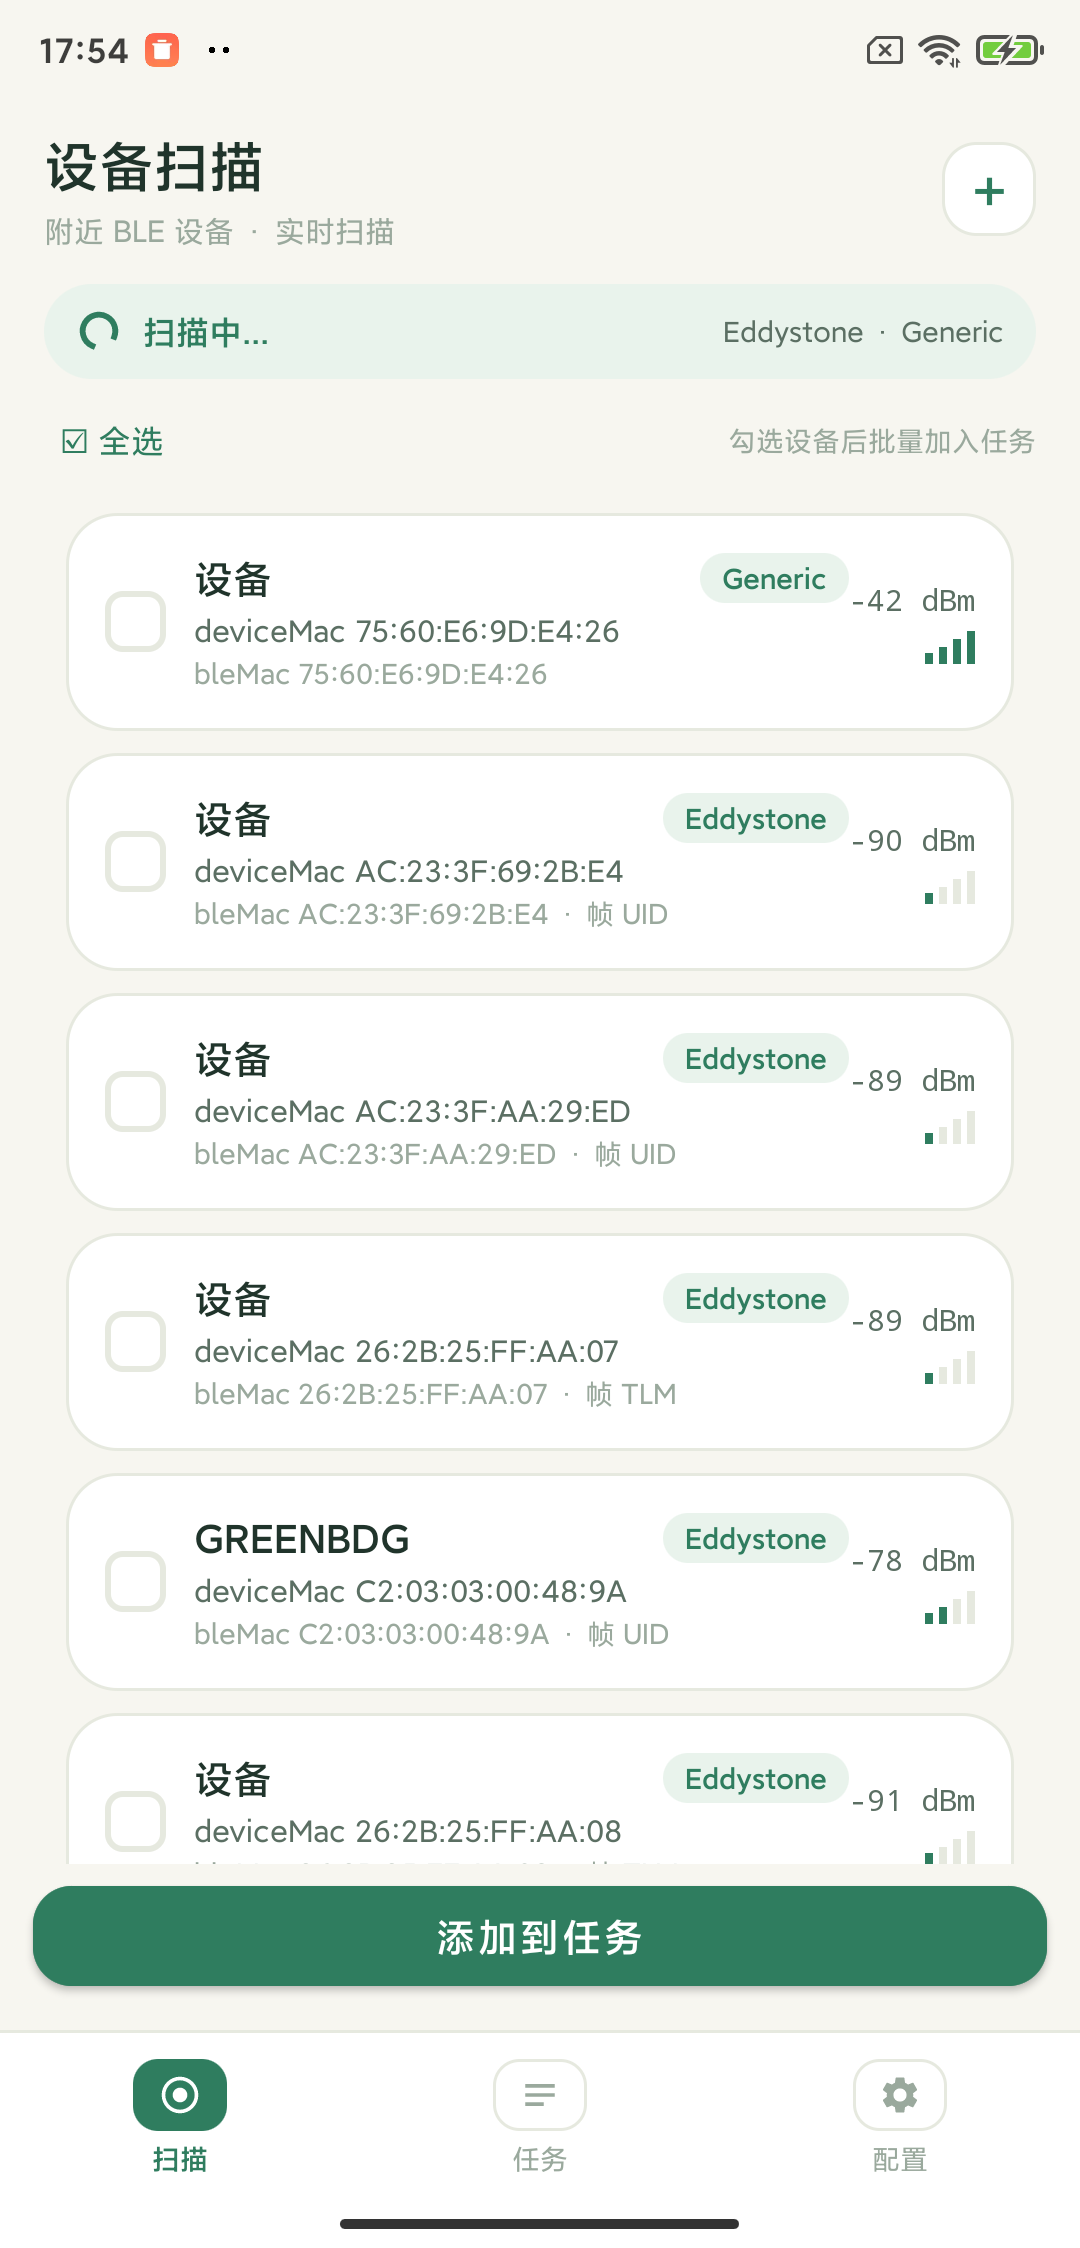 17:54
设备扫描
附近 BLE 设备 · 实时扫描
+
扫描中...
Eddystone · Generic
☑ 全选
勾选设备后批量加入任务
设备
Generic
-42 dBm
deviceMac 75:60:E6:9D:E4:26
bleMac 75:60:E6:9D:E4:26
设备
Eddystone
-90 dBm
deviceMac AC:23:3F:69:2B:E4
bleMac AC:23:3F:69:2B:E4 · 帧 UID
设备
Eddystone
-89 dBm
deviceMac AC:23:3F:AA:29:ED
bleMac AC:23:3F:AA:29:ED · 帧 UID
设备
Eddystone
-89 dBm
deviceMac 26:2B:25:FF:AA:07
bleMac 26:2B:25:FF:AA:07 · 帧 TLM
GREENBDG
Eddystone
-78 dBm
deviceMac C2:03:03:00:48:9A
bleMac C2:03:03:00:48:9A · 帧 UID
设备
Eddystone
-91 dBm
deviceMac 26:2B:25:FF:AA:08
添加到任务
扫描
任务
配置